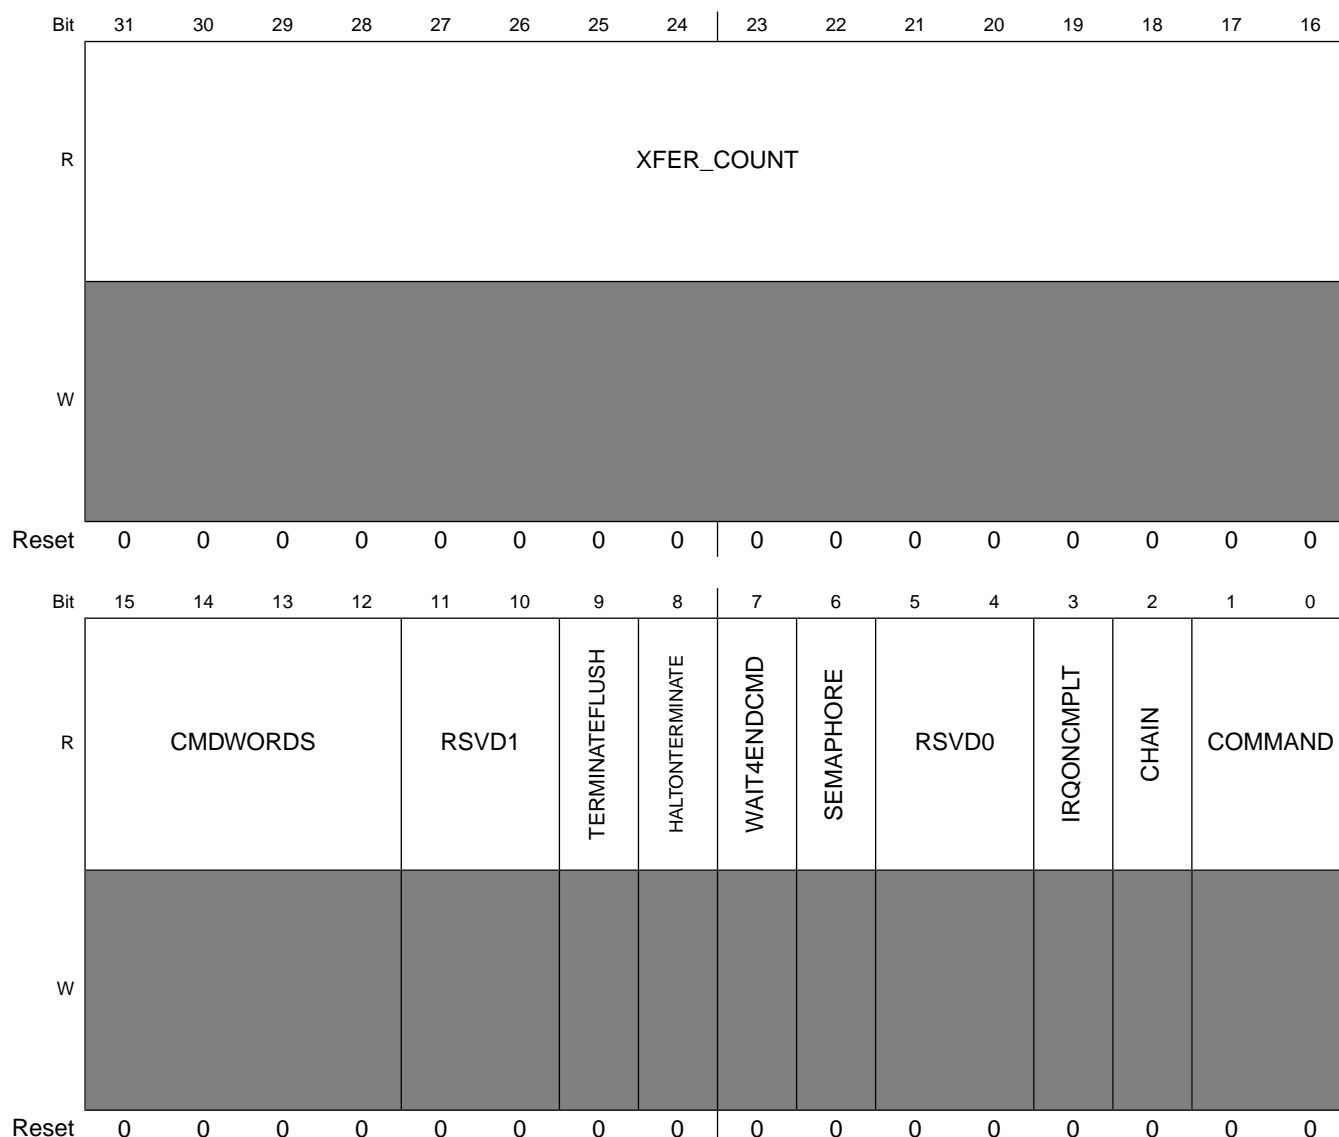 Bit 31 30 29 28 27 26 25 24 23 22 21 20 19 18 17 16
R XFER_COUNT
W
Reset 0 0 0 0 0 0 0 0 0 0 0 0 0 0 0 0
Bit 15 14 13 12 11 10 9 8 7 6 5 4 3 2 1 0
R CMDWORDS RSVD1 TERMINATEFLUSH HALTONTERMINATE WAIT4ENDCMD SEMAPHORE RSVD0 IRQONCMPLT CHAIN COMMAND
W
Reset 0 0 0 0 0 0 0 0 0 0 0 0 0 0 0 0